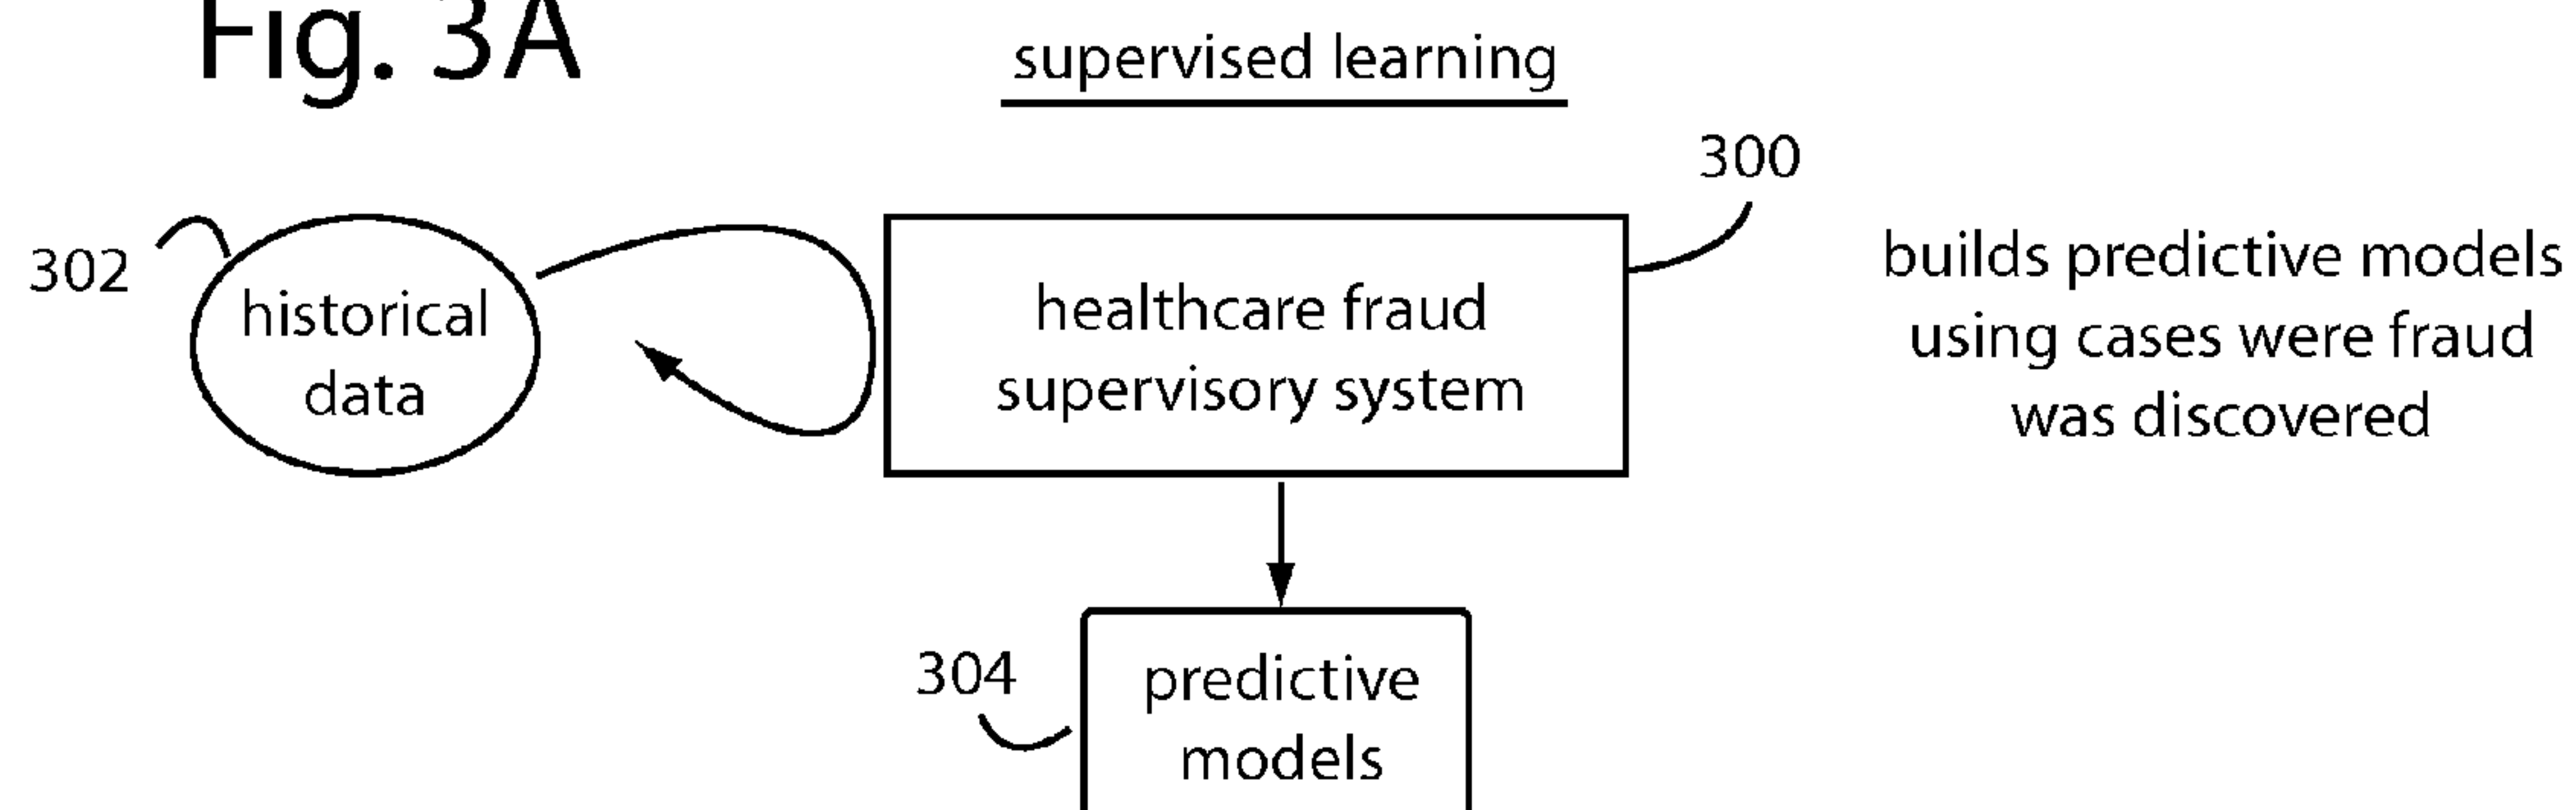 Fig. 3A
supervised learning
300
302
historical
data
healthcare fraud
supervisory system
builds predictive models
using cases were fraud
was discovered
304
predictive
models